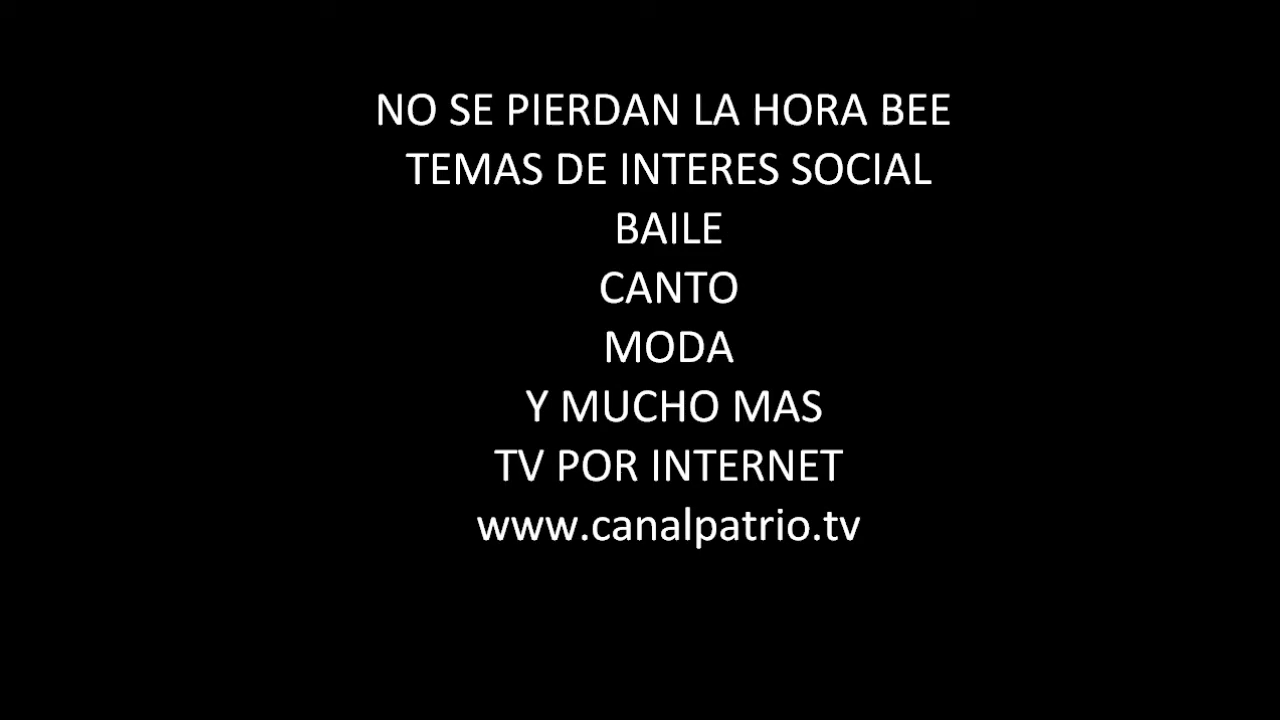 NO SE PIERDAN LA HORA BEE
TEMAS DE INTERES SOCIAL
BAILE
CANTO
MODA
Y MUCHO MAS
TV POR INTERNET
www.canalpatrio.tv